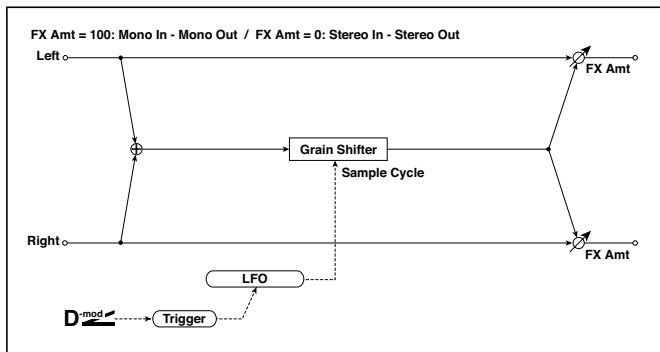 FX Amt = 100: Mono In - Mono Out / FX Amt = 0: Stereo In - Stereo Out
Left
FX Amt
Grain Shifter
Sample Cycle
Right
FX Amt
LFO
D-mod
Trigger